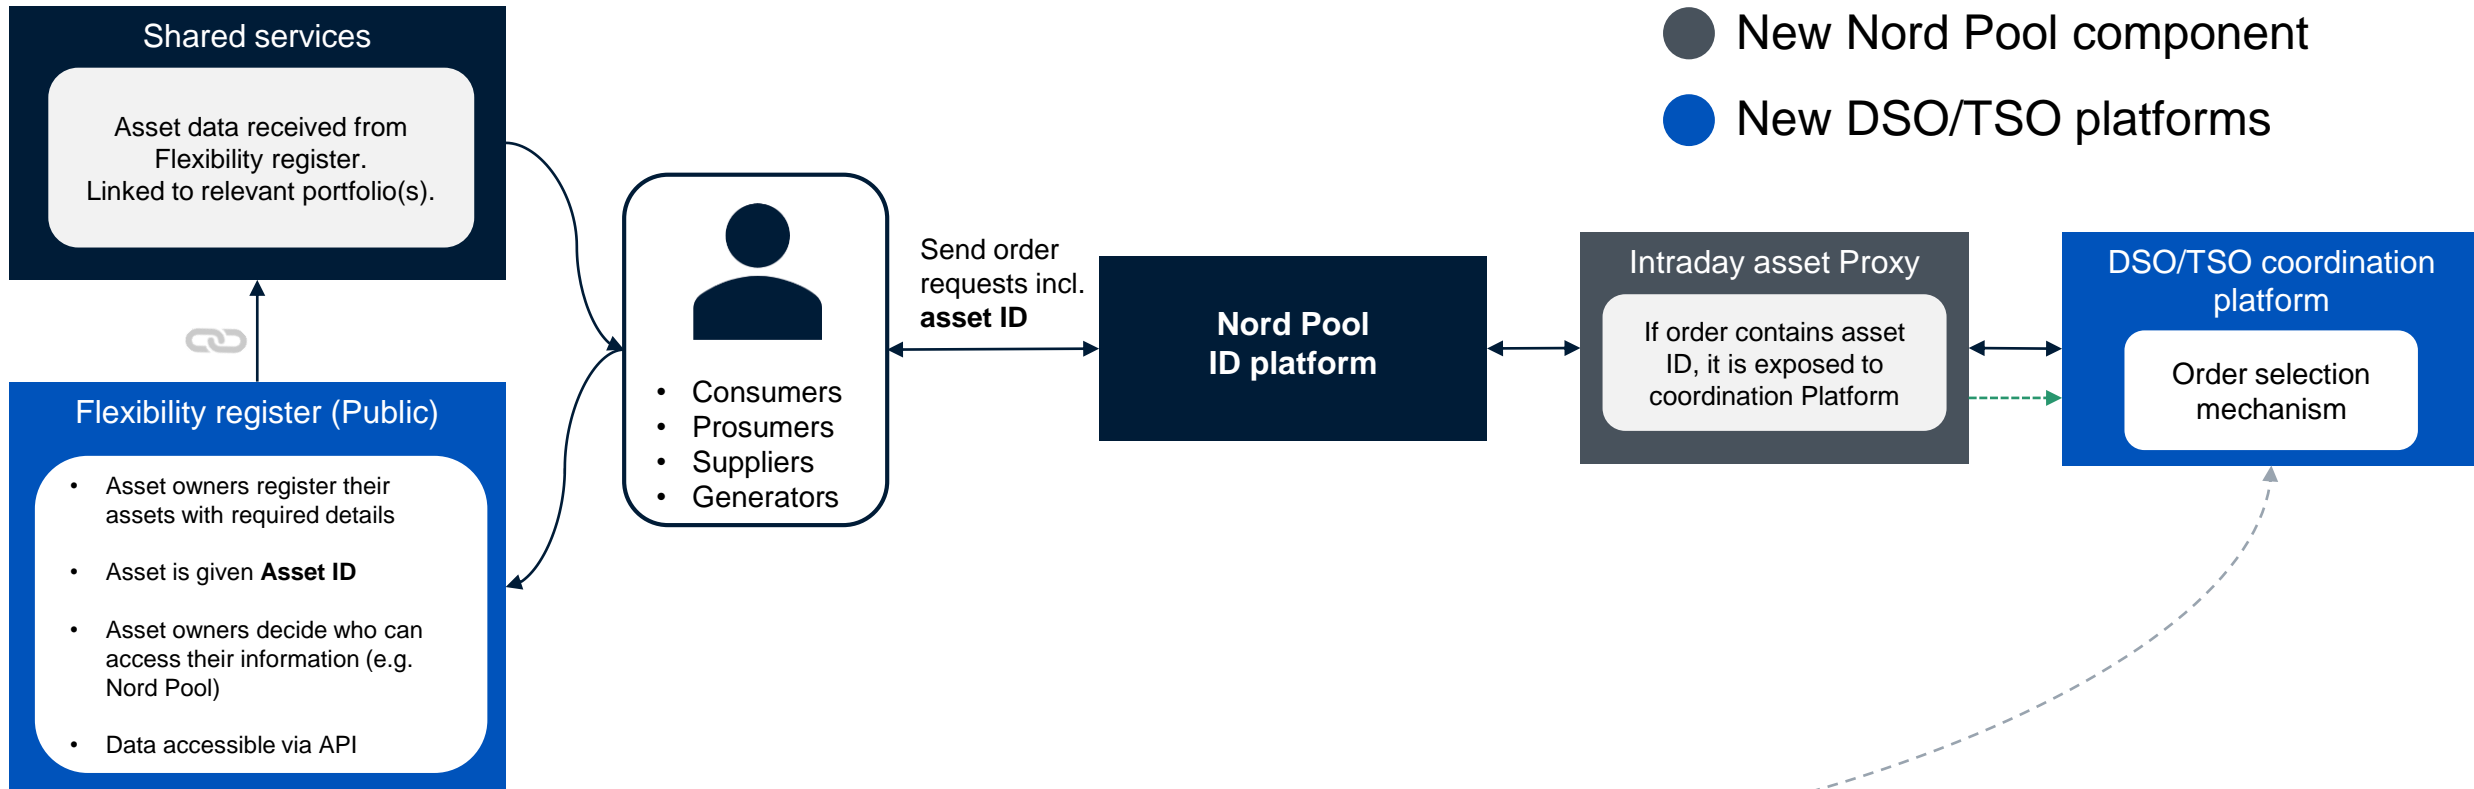 Shared services
Asset data received from
Flexibility register.
Linked to relevant portfolio(s).
Flexibility register (Public)
• Asset owners register their
assets with required details
• Asset is given Asset ID
• Asset owners decide who can
access their information (e.g.
Nord Pool)
• Data accessible via API
• Consumers
• Prosumers
• Suppliers
• Generators
Send order
requests incl.
asset ID
Nord Pool
ID platform
New Nord Pool component
New DSO/TSO platforms
Intraday asset Proxy
If order contains asset
ID, it is exposed to
coordination Platform
DSO/TSO coordination
platform
Order selection
mechanism